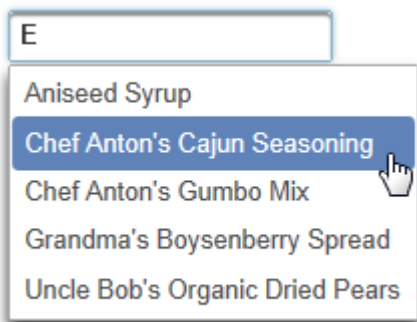 E
Aniseed Syrup
Chef Anton's Cajun Seasoning
Chef Anton's Gumbo Mix
Grandma's Boysenberry Spread
Uncle Bob's Organic Dried Pears